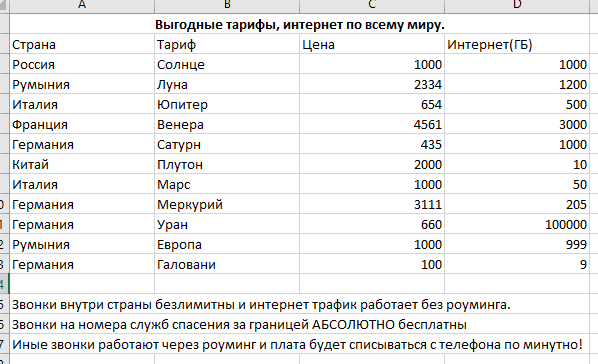 A B C D
Выгодные тарифы, интернет по всему миру.
Страна Тариф Цена Интернет(ГБ)
Россия Солнце 1000 1000
Румыния Луна 2334 1200
Италия Юпитер 654 500
Франция Венера 4561 3000
Германия Сатурн 435 1000
Китай Плутон 2000 10
Италия Марс 1000 50
Германия Меркурий 3111 205
Германия Уран 660 100000
Румыния Европа 1000 999
Германия Галовани 100 9
Звонки внутри страны безлимитны и интернет трафик работает без роуминга.
Звонки на номера служб спасения за границей АБСОЛЮТНО бесплатны
Иные звонки работают через роуминг и плата будет списываться с телефона по минутно!